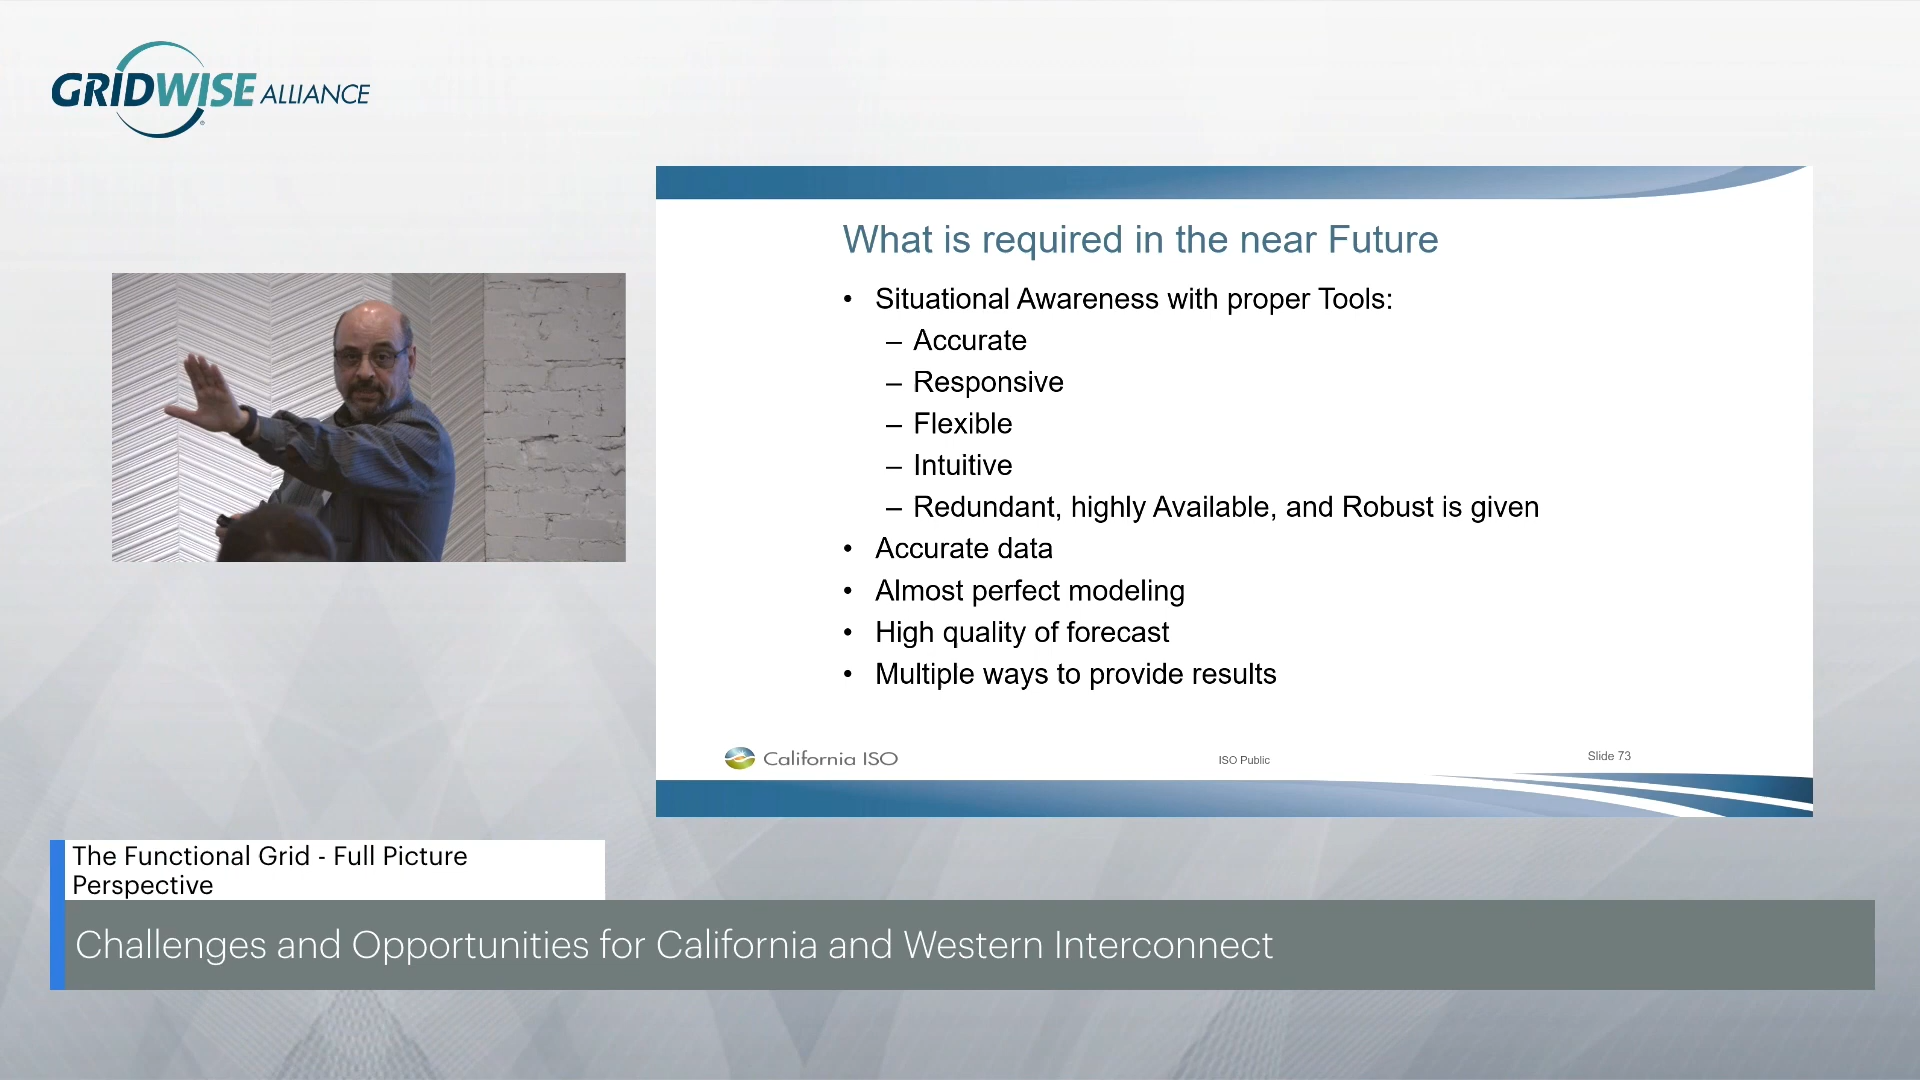 GRIDWISE ALLIANCE
What is required in the near Future
• Situational Awareness with proper Tools:
– Accurate
– Responsive
– Flexible
– Intuitive
– Redundant, highly Available, and Robust is given
• Accurate data
• Almost perfect modeling
• High quality of forecast
• Multiple ways to provide results
California ISO
ISO Public
Slide 73
The Functional Grid - Full Picture
Perspective
Challenges and Opportunities for California and Western Interconnect